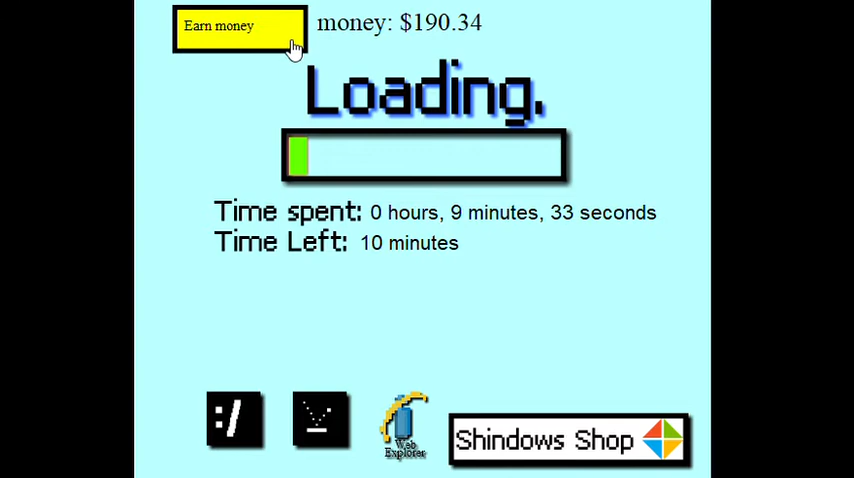 Earn money
money: $190.34
Loading.
Time spent: 0 hours, 9 minutes, 33 seconds
Time Left: 10 minutes
:/
Web
Explorer
Shindows Shop